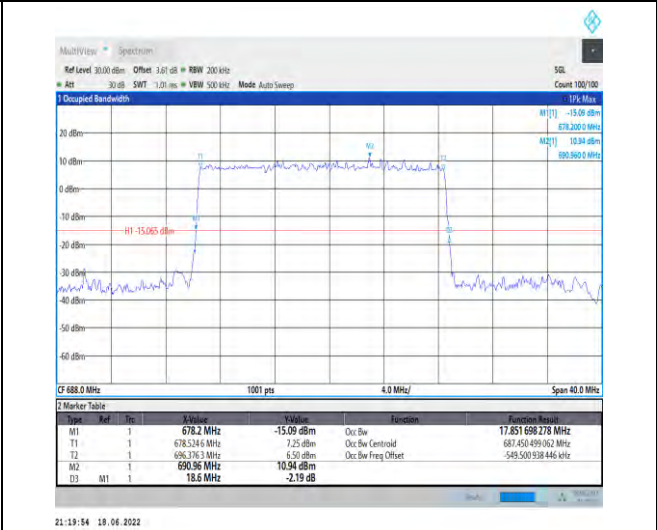 MultiView Spectrum
Ref Level 30.00 dBm Offset 3.61 dB RBW 200 kHz SGL
Att 30 dB SWT 1.01 ms VBW 500 kHz Mode Auto Sweep Count 100/100
1 Occupied Bandwidth 1Pk Max
M1[1] -15.09 dBm
678.200 0 MHz
M2[1] 10.94 dBm
690.960 0 MHz
20 dBm
M2
T1 T2
10 dBm
0 dBm
-10 dBm
M1
H1 -15.065 dBm
D3
-20 dBm
-30 dBm
-40 dBm
-50 dBm
-60 dBm
CF 688.0 MHz 1001 pts 4.0 MHz/ Span 40.0 MHz
2 Marker Table
Type Ref Trc X-Value Y-Value Function Function Result
M1 1 678.2 MHz -15.09 dBm Occ Bw 17.851 698 278 MHz
T1 1 678.524 6 MHz 7.25 dBm Occ Bw Centroid 687.450 499 062 MHz
T2 1 696.376 3 MHz 6.50 dBm Occ Bw Freq Offset -549.500 938 446 kHz
M2 1 690.96 MHz 10.94 dBm
D3 M1 1 18.6 MHz -2.19 dB
21:19:54 18.06.2022